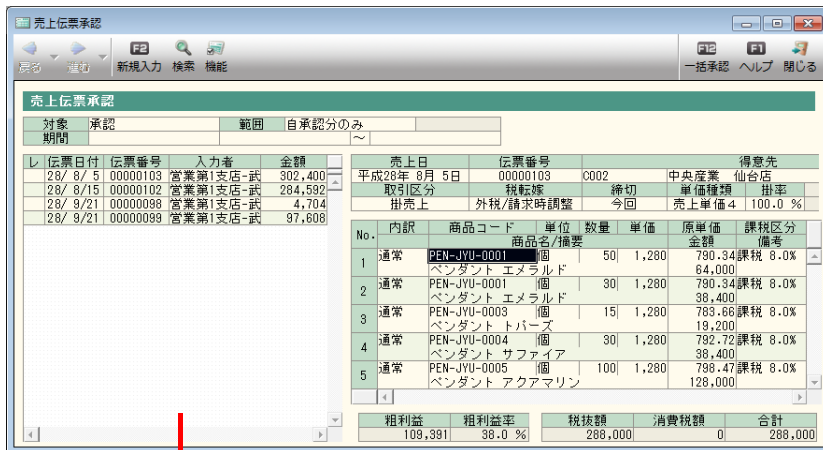 売上伝票承認
戻る 進む F2 新規入力 検索 機能 F12 一括承認 F1 ヘルプ 閉じる
売上伝票承認
対象 承認 範囲 自承認分のみ
期間 ～
レ 伝票日付 伝票番号 入力者 金額
28/ 8/ 5 00000103 営業第1支店-武 302,400
28/ 8/15 00000102 営業第1支店-武 284,592
28/ 9/21 00000098 営業第1支店-武 4,704
28/ 9/21 00000099 営業第1支店-武 97,608
売上日 伝票番号 得意先
平成28年 8月 5日 00000103 C002 中央産業 仙台店
取引区分 税転嫁 締切 単価種類 掛率
掛売上 外税/請求時調整 今回 売上単価4 100.0 %
No. 内訳 商品コード 単位 数量 単価 原単価 課税区分
商品名/摘要 金額 備考
1 通常 PEN-JYU-0001 個 50 1,280 790.34 課税 8.0%
ペンダント エメラルド 64,000
2 通常 PEN-JYU-0001 個 30 1,280 790.34 課税 8.0%
ペンダント エメラルド 38,400
3 通常 PEN-JYU-0003 個 15 1,280 783.66 課税 8.0%
ペンダント トパーズ 19,200
4 通常 PEN-JYU-0004 個 30 1,280 792.72 課税 8.0%
ペンダント サファイア 38,400
5 通常 PEN-JYU-0005 個 100 1,280 798.47 課税 8.0%
ペンダント アクアマリン 128,000
粗利益 粗利益率 税抜額 消費税額 合計
109,391 38.0 % 288,000 0 288,000